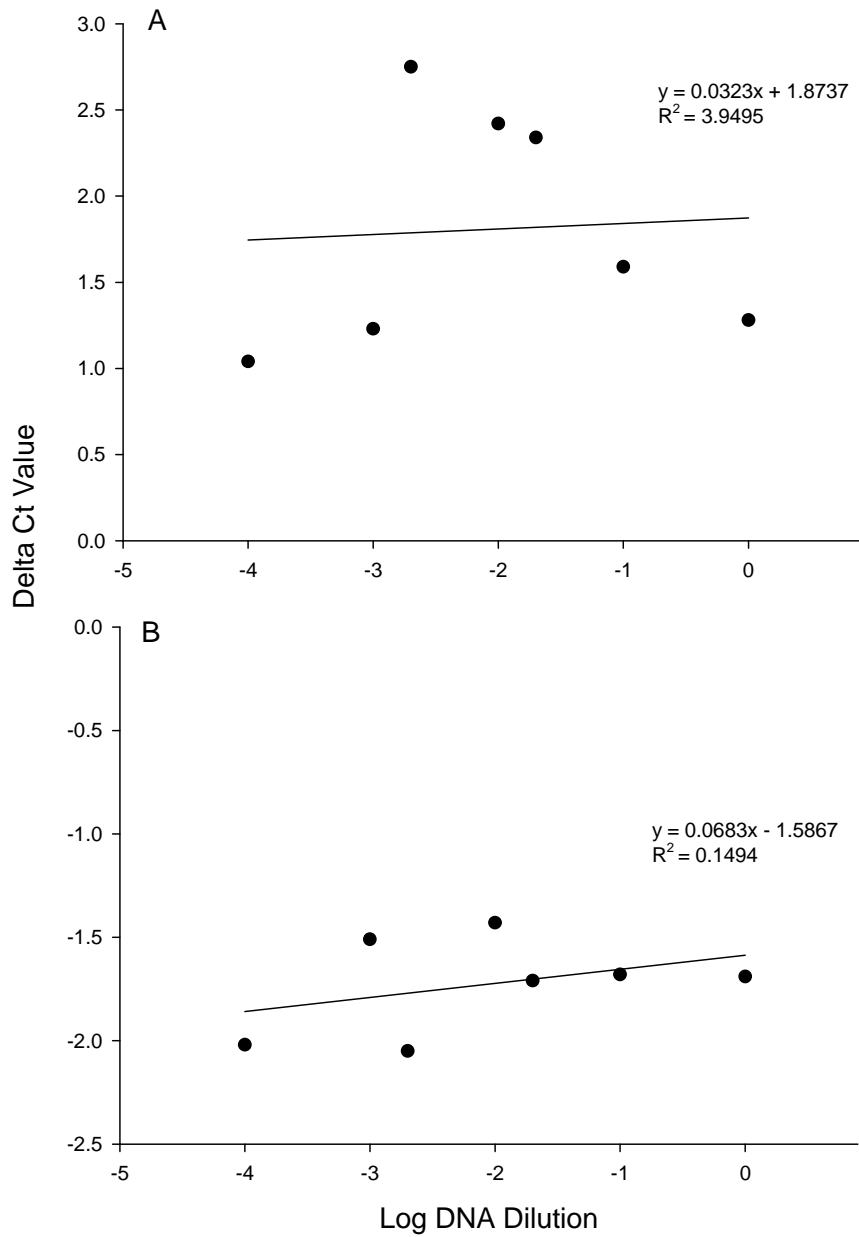 A
3.0
2.5
2.0
1.5
1.0
0.5
0.0
y = 0.0323x + 1.8737
R² = 3.9495
-5 -4 -3 -2 -1 0
Delta Ct Value
B
0.0
-0.5
-1.0
-1.5
-2.0
-2.5
y = 0.0683x - 1.5867
R² = 0.1494
-5 -4 -3 -2 -1 0
Log DNA Dilution